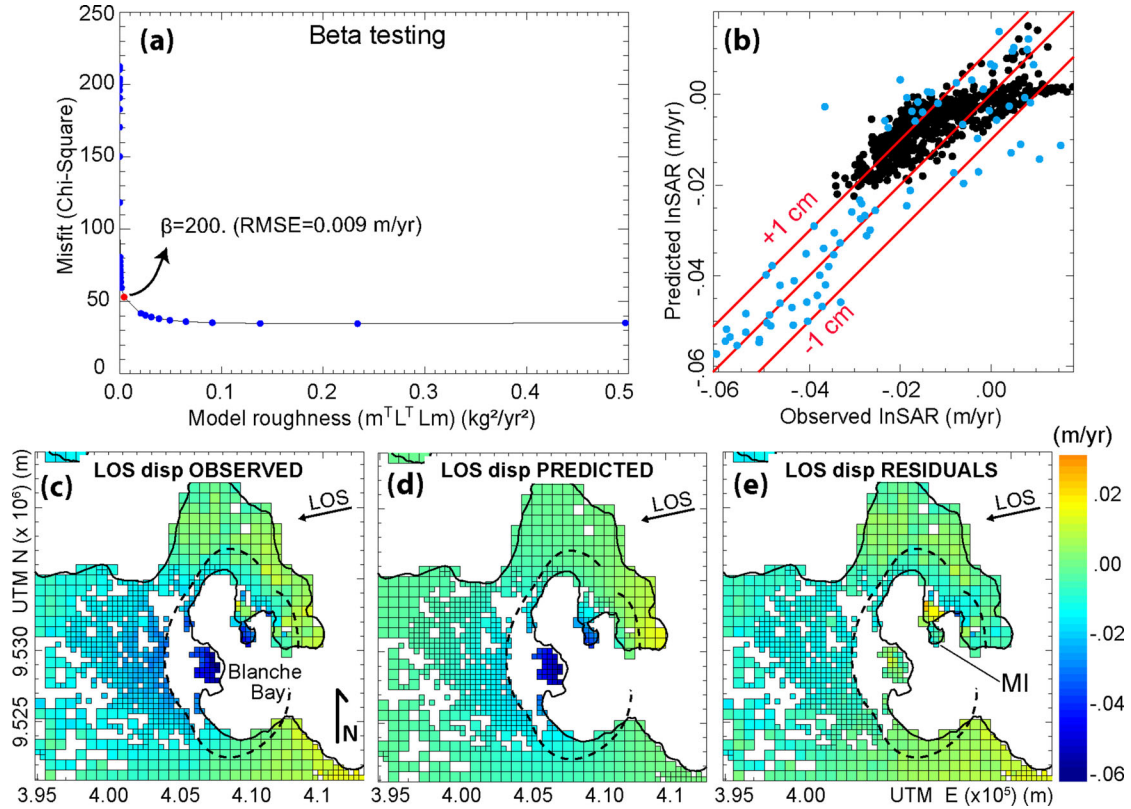 (a)
Beta testing
250
200
150
100
50
0
Misfit (Chi-Square)
β=200. (RMSE=0.009 m/yr)
0.0 0.1 0.2 0.3 0.4 0.5
Model roughness (mᵀLᵀ Lm) (kg²/yr²)
(b)
.00
-.02
-.04
-.06
Predicted InSAR (m/yr)
+1 cm
-1 cm
-.06 -.04 -.02 .00
Observed InSAR (m/yr)
(c)
LOS disp OBSERVED
LOS
Blanche
Bay
N
UTM N (x 10⁶) (m)
9.530
9.525
3.95 4.00 4.05 4.1
(d)
LOS disp PREDICTED
LOS
3.95 4.00 4.05 4.1
(e)
LOS disp RESIDUALS
LOS
MI
3.95 4.00 4.05 4.1
UTM E (x10⁵) (m)
(m/yr)
.02
.00
-.02
-.04
-.06